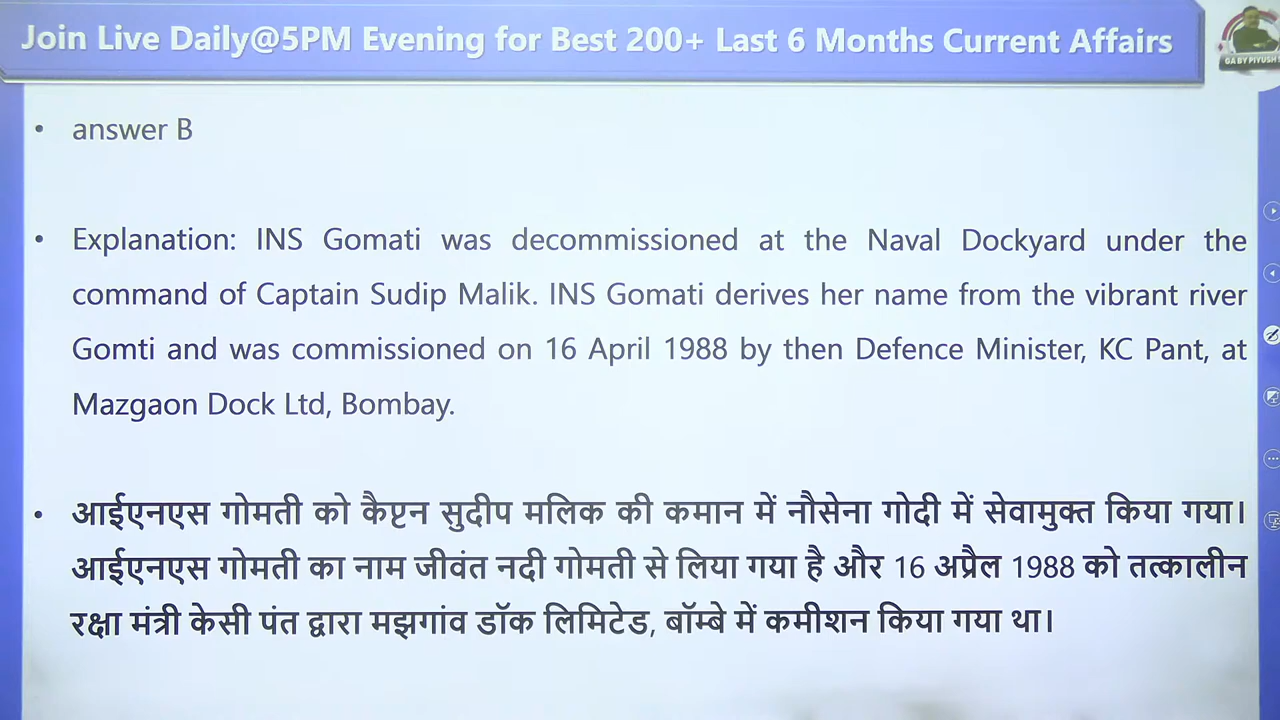 Join Live Daily@5PM Evening for Best 200+ Last 6 Months Current Affairs
GA BY PIYUSH
• answer B
• Explanation: INS Gomati was decommissioned at the Naval Dockyard under the
command of Captain Sudip Malik. INS Gomati derives her name from the vibrant river
Gomti and was commissioned on 16 April 1988 by then Defence Minister, KC Pant, at
Mazgaon Dock Ltd, Bombay.
• आईएनएस गोमती को कैप्टन सुदीप मलिक की कमान में नौसेना गोदी में सेवामुक्त किया गया।
आईएनएस गोमती का नाम जीवंत नदी गोमती से लिया गया है और 16 अप्रैल 1988 को तत्कालीन
रक्षा मंत्री केसी पंत द्वारा मझगांव डॉक लिमिटेड, बॉम्बे में कमीशन किया गया था।